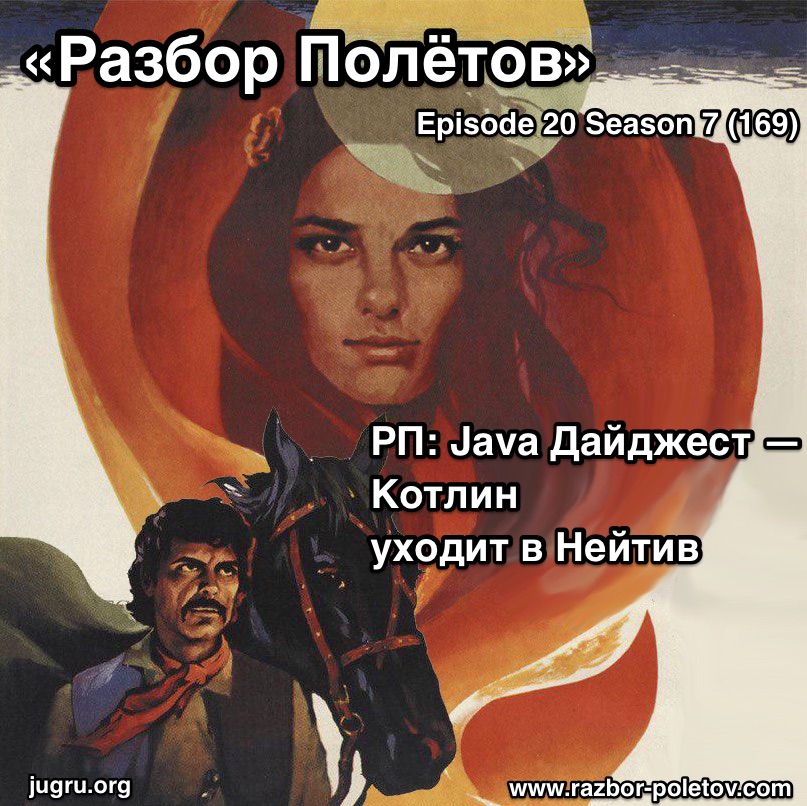 «Разбор Полётов»
Episode 20 Season 7 (169)
РП: Java Дайджест —
Котлин
уходит в Нейтив
jugru.org
www.razbor-poletov.com